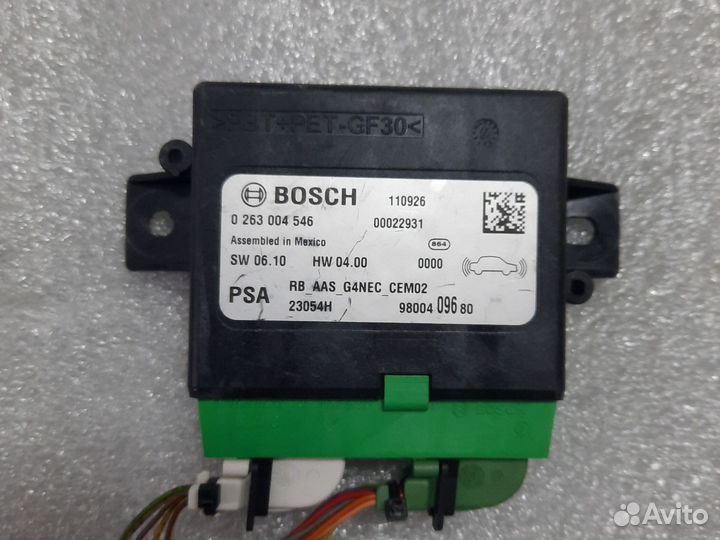 >PBT+PET-GF30<
BOSCH 110926
0 263 004 546 00022931
Assembled in Mexico 864
SW 06.10 HW 04.00 0000
PSA RB_AAS_G4NEC_CEM02
23054H 98004 096 80
BOSCH
Avito